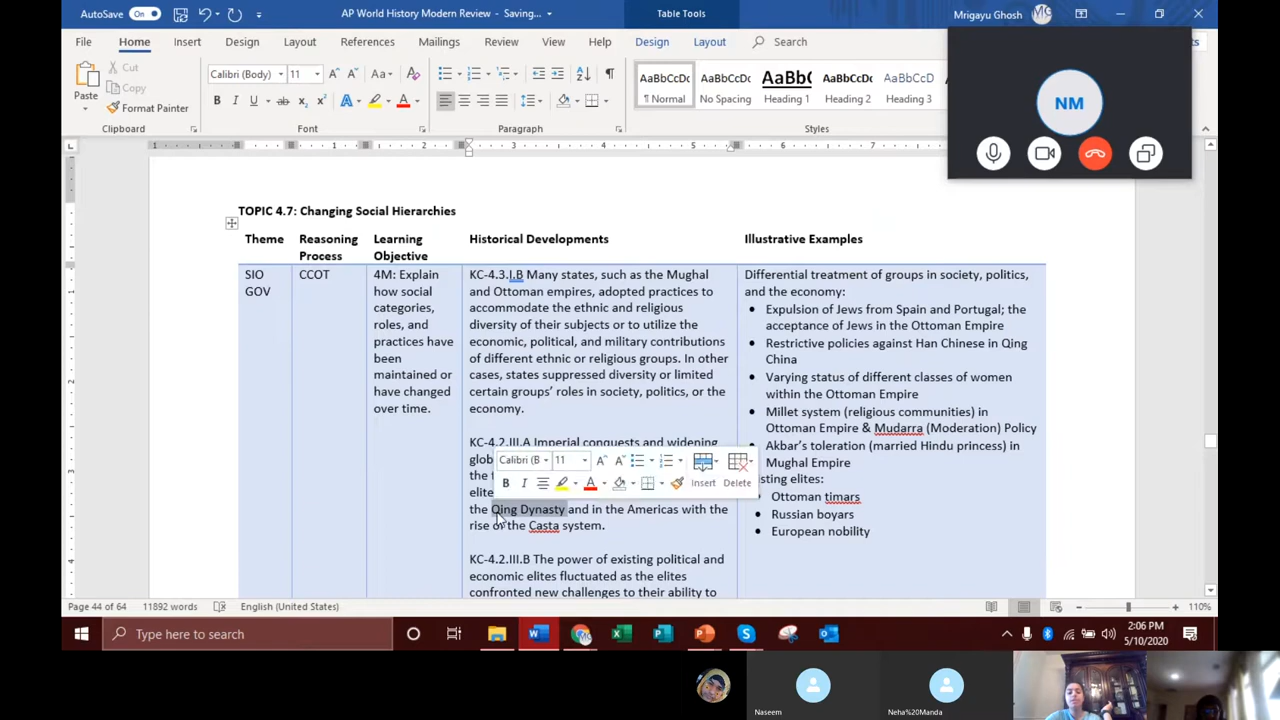 AutoSave On AP World History Modern Review - Saving... Table Tools Mrigayu Ghosh MG
File Home Insert Design Layout References Mailings Review View Help Design Layout Search
Paste Cut
Copy
Format Painter
Calibri (Body) 11
AaBbCcDc AaBbCcDc AaBbC AaBbCcDc AaBbCcD
¶ Normal No Spacing Heading 1 Heading 2 Heading 3
Clipboard Font Paragraph Styles
NM
TOPIC 4.7: Changing Social Hierarchies
Theme Reasoning Process Learning Objective Historical Developments Illustrative Examples
SIO
GOV
CCOT
4M: Explain
how social
categories,
roles, and
practices have
been
maintained or
have changed
over time.
KC-4.3.I.B Many states, such as the Mughal
and Ottoman empires, adopted practices to
accommodate the ethnic and religious
diversity of their subjects or to utilize the
economic, political, and military contributions
of different ethnic or religious groups. In other
cases, states suppressed diversity or limited
certain groups' roles in society, politics, or the
economy.
KC-4.2.III.A Imperial conquests and widening
glob
the
elite
the Qing Dynasty and in the Americas with the
rise of the Casta system.
KC-4.2.III.B The power of existing political and
economic elites fluctuated as the elites
confronted new challenges to their ability to
Calibri (B 11
Insert Delete
Differential treatment of groups in society, politics,
and the economy:
• Expulsion of Jews from Spain and Portugal; the
acceptance of Jews in the Ottoman Empire
• Restrictive policies against Han Chinese in Qing
China
• Varying status of different classes of women
within the Ottoman Empire
• Millet system (religious communities) in
Ottoman Empire & Mudarra (Moderation) Policy
• Akbar's toleration (married Hindu princess) in
Mughal Empire
isting elites:
• Ottoman timars
• Russian boyars
• European nobility
Page 44 of 64 11892 words English (United States) 110%
Type here to search
2:06 PM
5/10/2020
Naseem Neha%20Manda